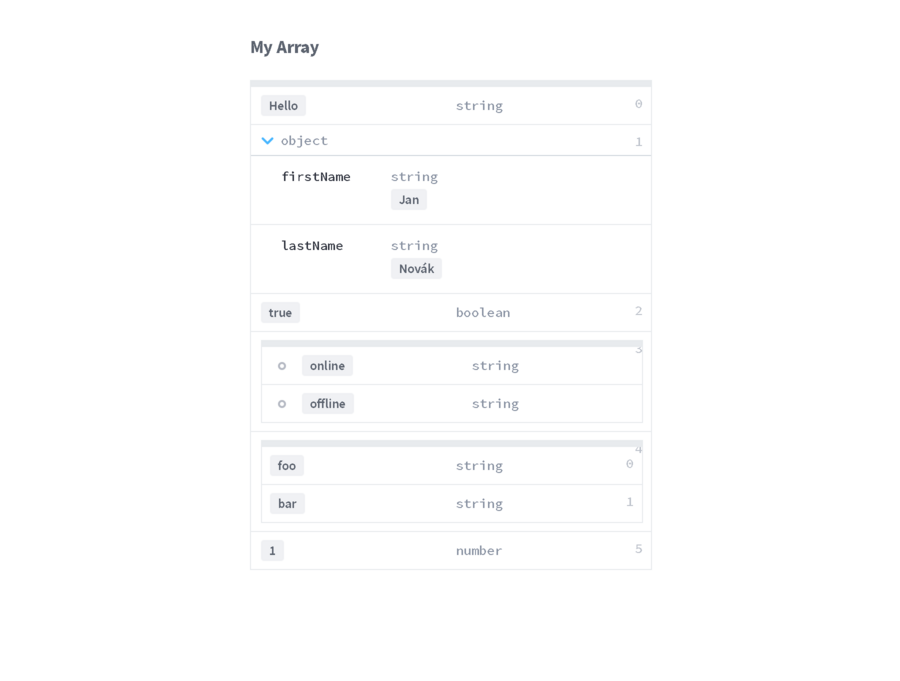 My Array
Hello string 0
object 1
firstName string
Jan
lastName string
Novák
true boolean 2
3
online string
offline string
4
foo string 0
bar string 1
1 number 5